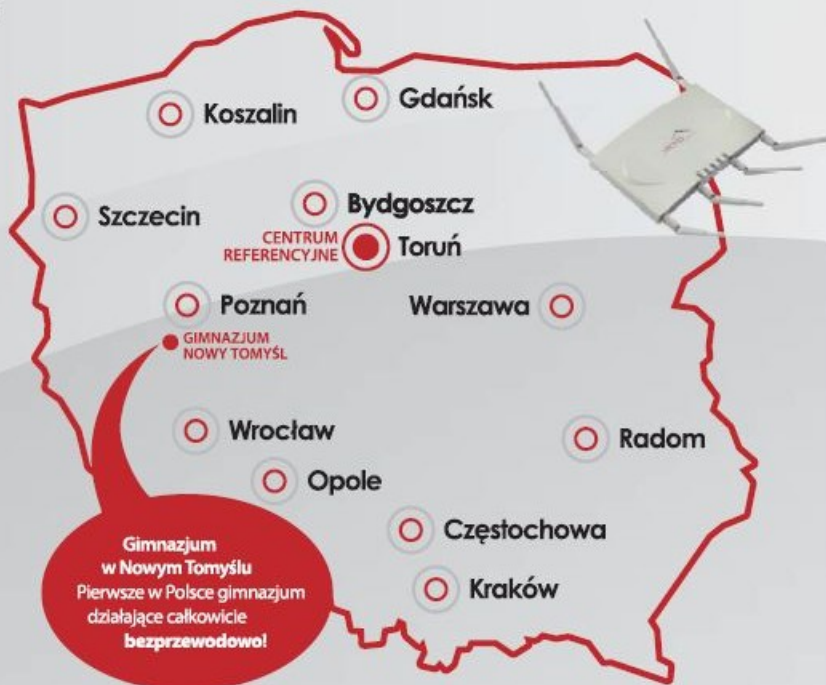 Koszalin
Gdańsk
Szczecin
Bydgoszcz
CENTRUM
REFERENCYJNE
Toruń
Poznań
Warszawa
GIMNAZJUM
NOWY TOMYŚL
Wrocław
Radom
Opole
Częstochowa
Kraków
Gimnazjum
w Nowym Tomyślu
Pierwsze w Polsce gimnazjum
działające całkowicie
bezprzewodowo!